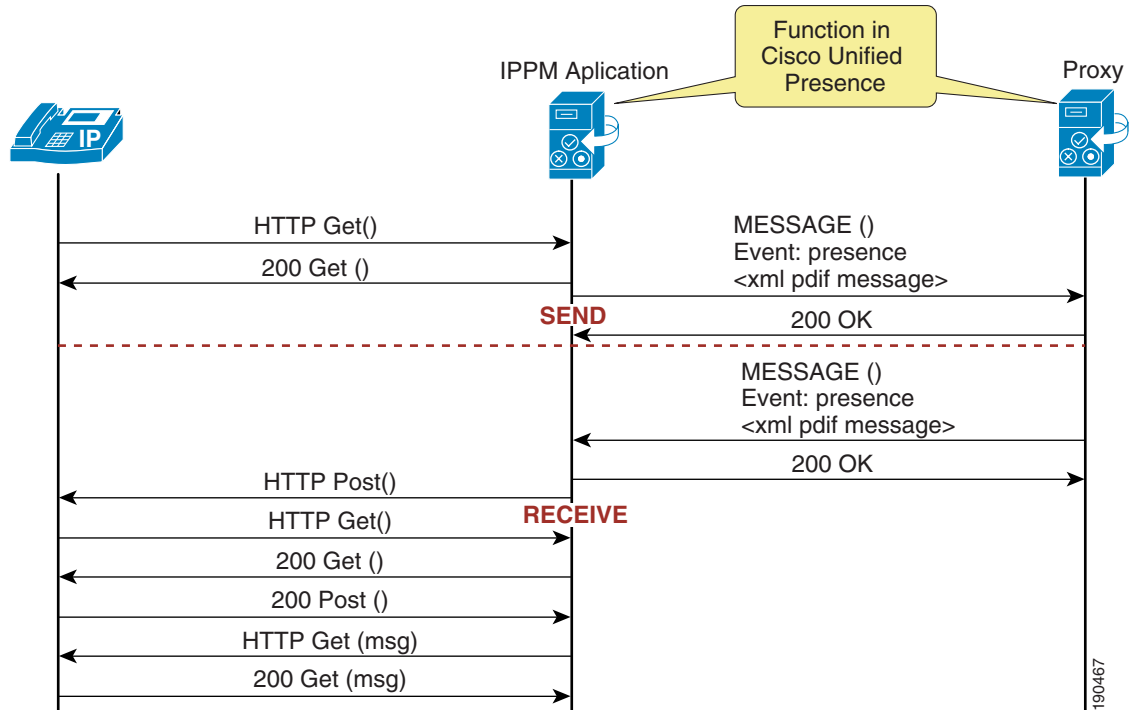 Function in
Cisco Unified
Presence
IPPM Aplication
Proxy
IP
HTTP Get()
MESSAGE ()
Event: presence
<xml pdif message>
200 Get ()
SEND
200 OK
MESSAGE ()
Event: presence
<xml pdif message>
200 OK
HTTP Post()
RECEIVE
HTTP Get()
200 Get ()
200 Post ()
HTTP Get (msg)
200 Get (msg)
190467